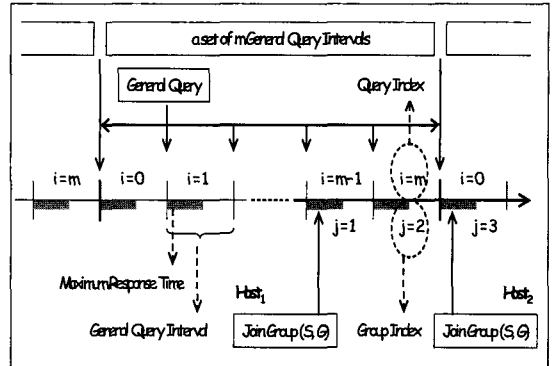 a set of m General Query Intervals
General Query
Query Index
i=m
i=0
i=1
i=m-1
i=m
i=0
j=1
j=2
j=3
Maximum Response Time
Host1
Host2
General Query Interval
Join Group (S, G)
Group Index
Join Group (S, G)